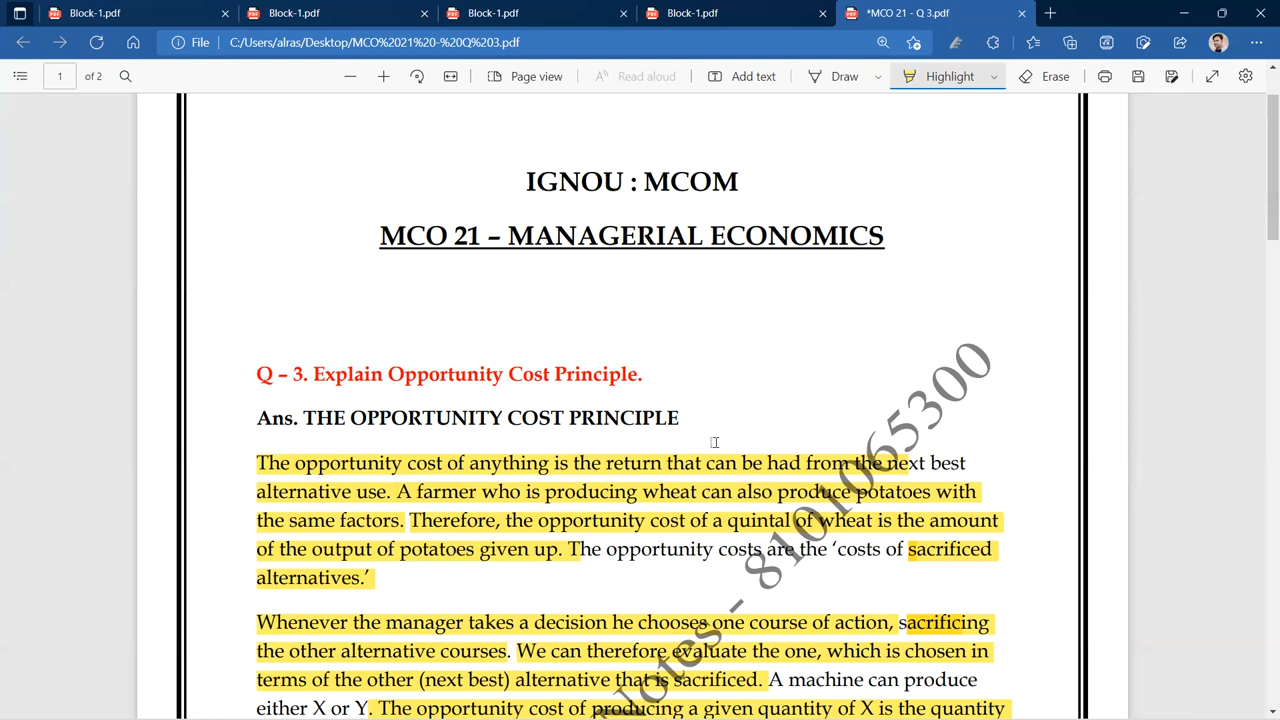 Block-1.pdf
Block-1.pdf
Block-1.pdf
Block-1.pdf
*MCO 21 - Q 3.pdf
File
C:/Users/alras/Desktop/MCO%2021%20-%20Q%203.pdf
1 of 2
Page view
Read aloud
Add text
Draw
Highlight
Erase
IGNOU : MCOM
MCO 21 – MANAGERIAL ECONOMICS
Q – 3. Explain Opportunity Cost Principle.
Ans. THE OPPORTUNITY COST PRINCIPLE
The opportunity cost of anything is the return that can be had from the next best
alternative use. A farmer who is producing wheat can also produce potatoes with
the same factors. Therefore, the opportunity cost of a quintal of wheat is the amount
of the output of potatoes given up. The opportunity costs are the ‘costs of sacrificed
alternatives.’
Whenever the manager takes a decision he chooses one course of action, sacrificing
the other alternative courses. We can therefore evaluate the one, which is chosen in
terms of the other (next best) alternative that is sacrificed. A machine can produce
either X or Y. The opportunity cost of producing a given quantity of X is the quantity
Notes - 8101065300